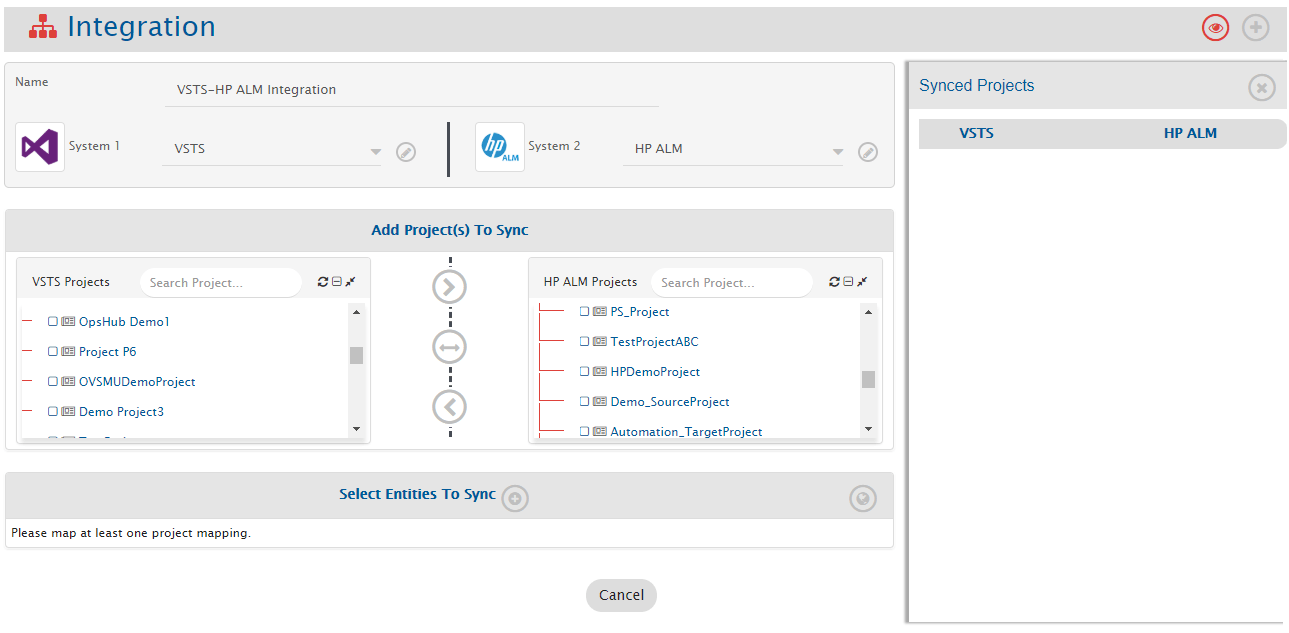 Integration
Name
VSTS-HP ALM Integration
System 1
VSTS
hp
ALM
System 2
HP ALM
Add Project(s) To Sync
VSTS Projects
Search Project...
OpsHub Demo1
Project P6
OVSMUDemoProject
Demo Project3
HP ALM Projects
Search Project...
PS_Project
TestProjectABC
HPDemoProject
Demo_SourceProject
Automation_TargetProject
Select Entities To Sync
Please map at least one project mapping.
Cancel
Synced Projects
VSTS HP ALM